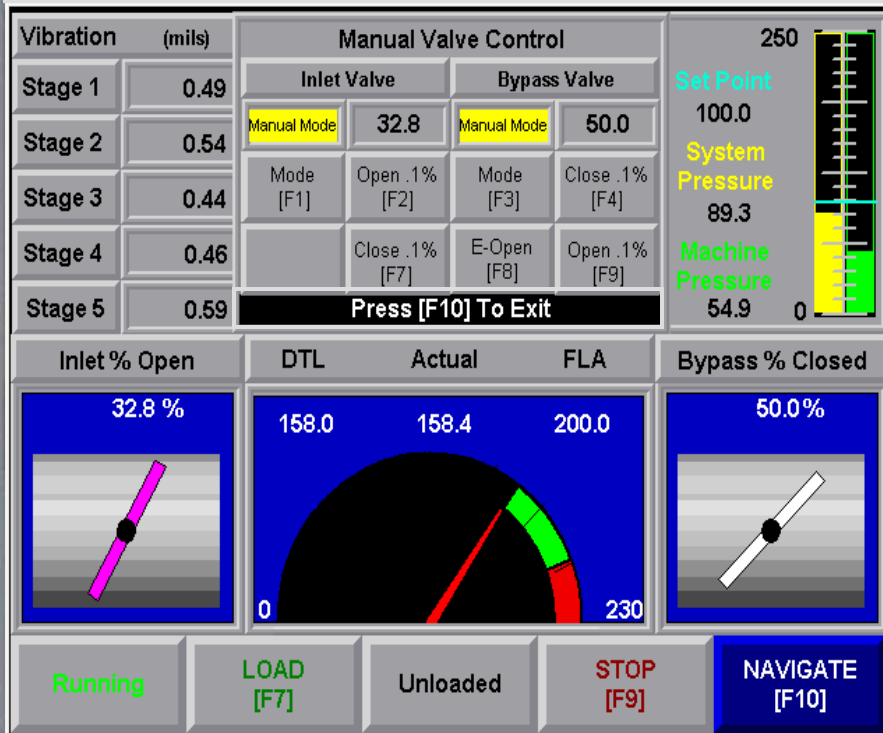 Vibration (mils)
Stage 1 0.49
Stage 2 0.54
Stage 3 0.44
Stage 4 0.46
Stage 5 0.59
Manual Valve Control
Inlet Valve Bypass Valve
Manual Mode 32.8 Manual Mode 50.0
Mode Open .1% Mode Close .1%
[F1] [F2] [F3] [F4]
Close .1% E-Open Open .1%
[F7] [F8] [F9]
Press [F10] To Exit
250
Set Point
100.0
System
Pressure
89.3
Machine
Pressure
54.9 0
Inlet % Open DTL Actual FLA Bypass % Closed
32.8 % 158.0 158.4 200.0 50.0%
0 230
Running LOAD Unloaded STOP NAVIGATE
[F7] [F9] [F10]